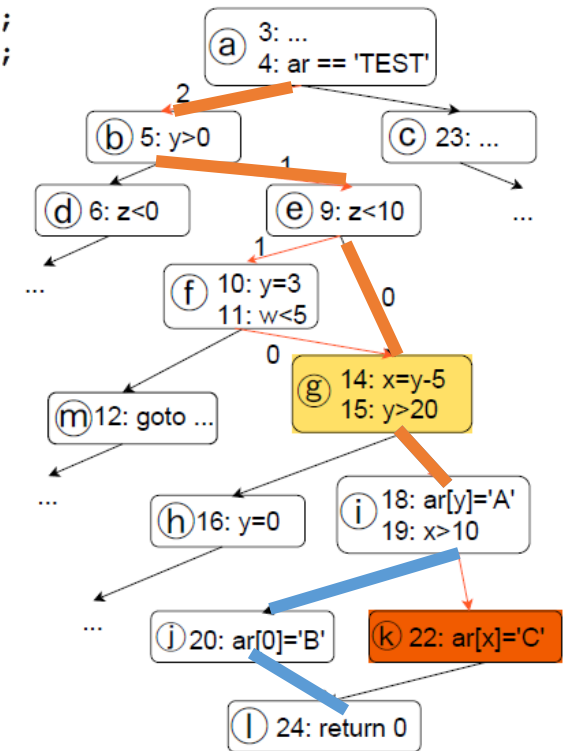 ;
;
a
3: ...
4: ar == 'TEST'
2
b 5: y>0
c 23: ...
1
d 6: z<0
e 9: z<10
...
...
1
f
10: y=3
11: w<5
0
0
g
14: x=y-5
15: y>20
m 12: goto ...
...
h 16: y=0
i
18: ar[y]='A'
19: x>10
...
j 20: ar[0]='B'
k 22: ar[x]='C'
l 24: return 0